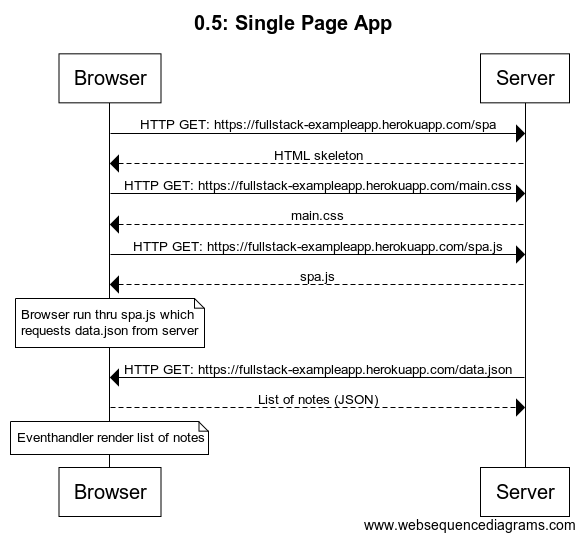 0.5: Single Page App
Browser
Server
HTTP GET: https://fullstack-exampleapp.herokuapp.com/spa
HTML skeleton
HTTP GET: https://fullstack-exampleapp.herokuapp.com/main.css
main.css
HTTP GET: https://fullstack-exampleapp.herokuapp.com/spa.js
spa.js
Browser run thru spa.js which
requests data.json from server
HTTP GET: https://fullstack-exampleapp.herokuapp.com/data.json
List of notes (JSON)
Eventhandler render list of notes
Browser
Server
www.websequencediagrams.com